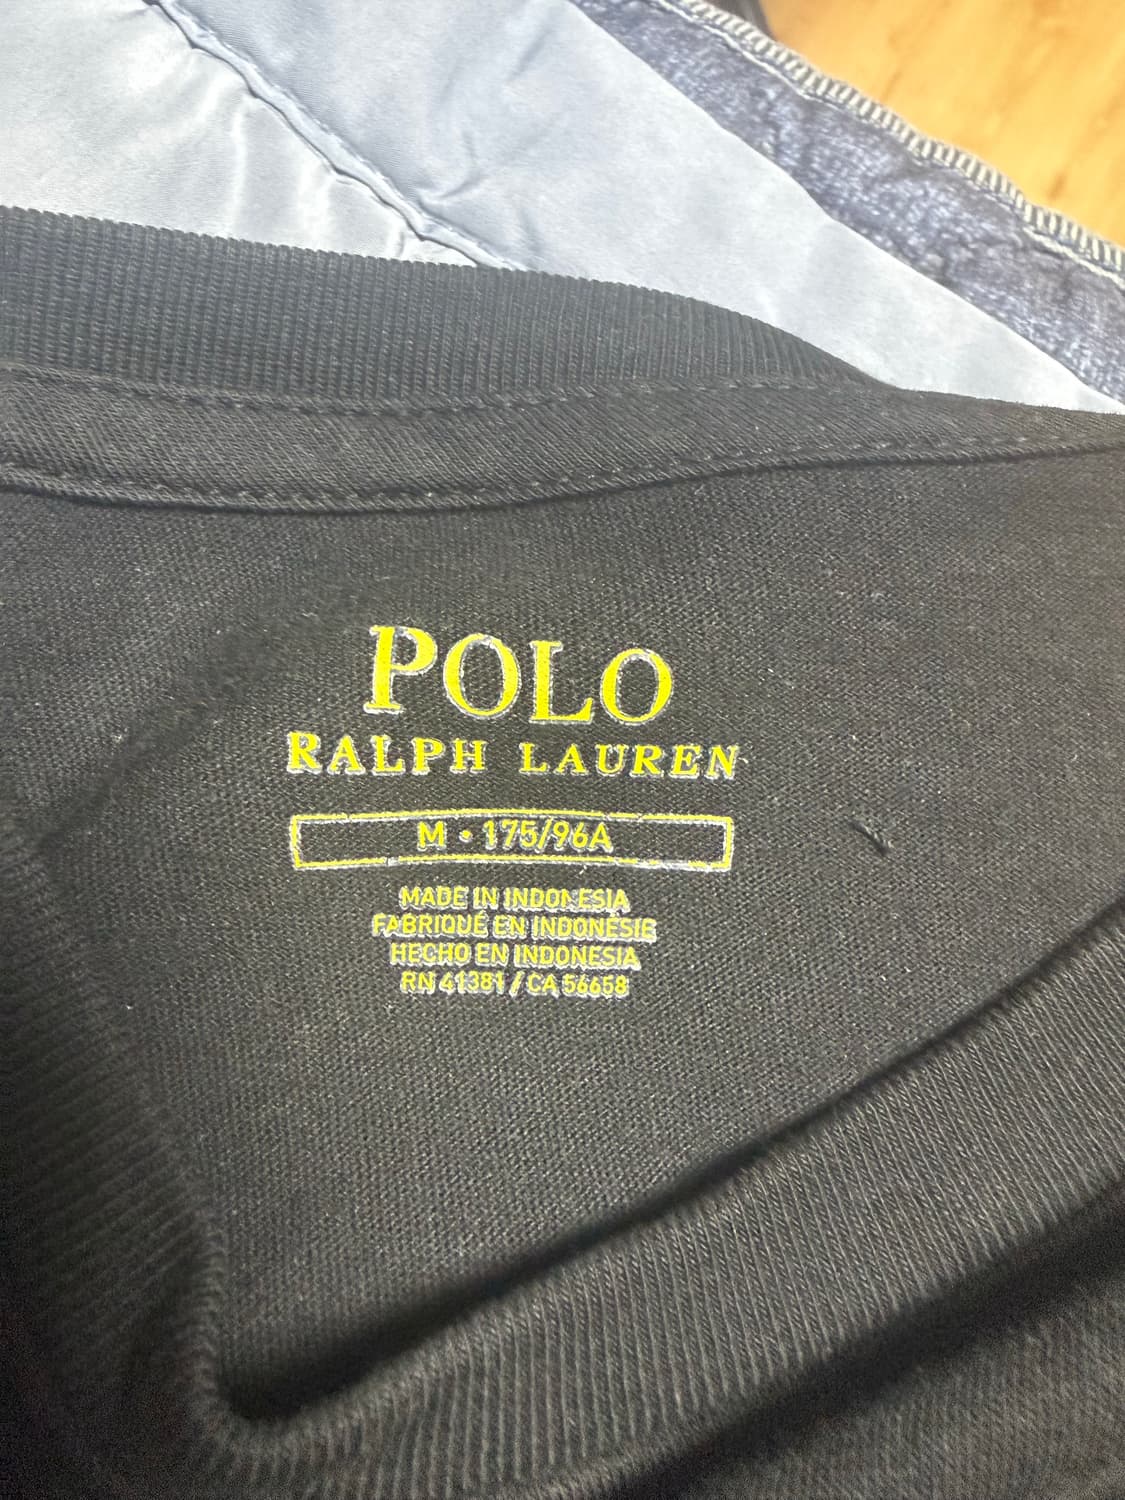 POLO
RALPH LAUREN
M • 175/96A
MADE IN INDONESIA
FABRIQUÉ EN INDONÉSIE
HECHO EN INDONESIA
RN 41381 / CA 56658